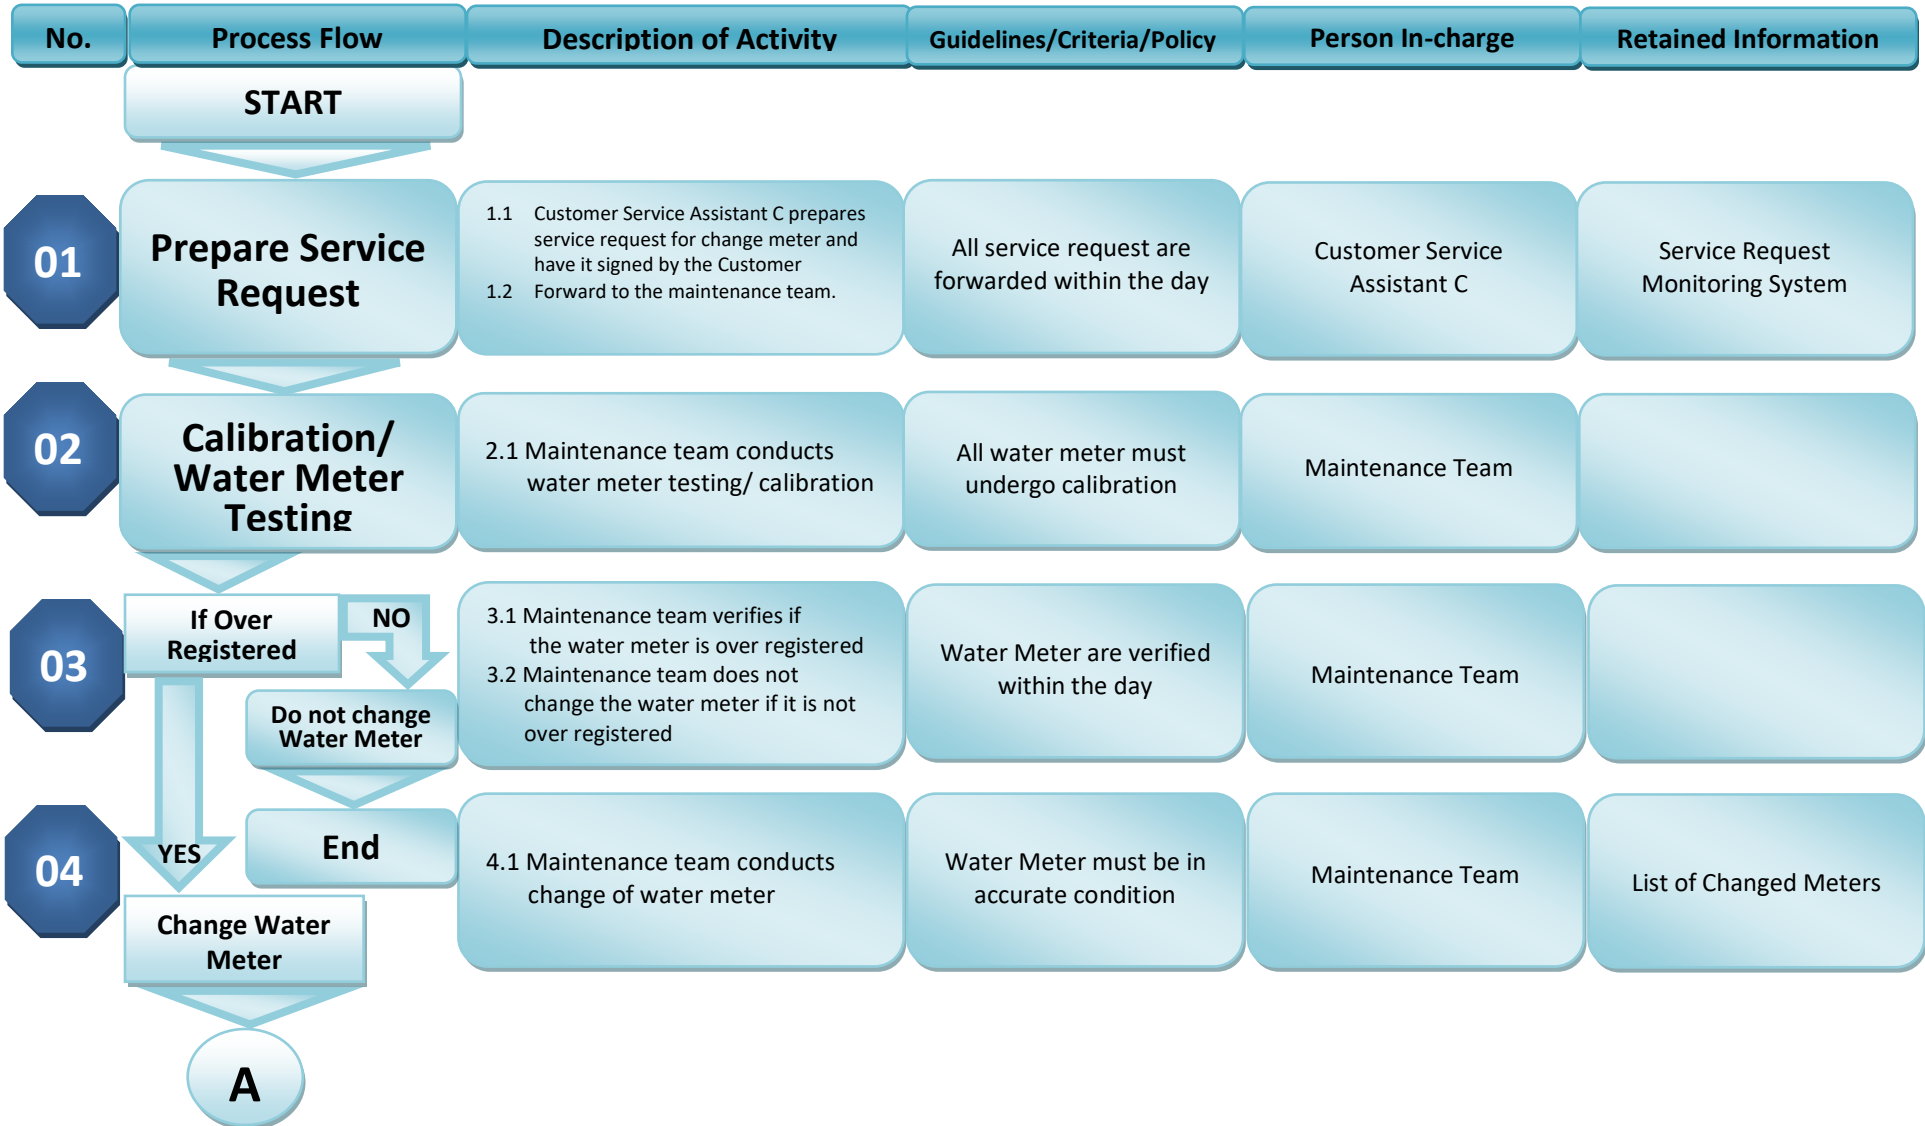 No.
Process Flow
Description of Activity
Guidelines/Criteria/Policy
Person In-charge
Retained Information
START
01
Prepare Service
Request
1.1 Customer Service Assistant C prepares
service request for change meter and
have it signed by the Customer
1.2 Forward to the maintenance team.
All service request are
forwarded within the day
Customer Service
Assistant C
Service Request
Monitoring System
02
Calibration/
Water Meter
Testing
2.1 Maintenance team conducts
water meter testing/ calibration
All water meter must
undergo calibration
Maintenance Team
03
If Over
Registered
NO
Do not change
Water Meter
3.1 Maintenance team verifies if
the water meter is over registered
3.2 Maintenance team does not
change the water meter if it is not
over registered
Water Meter are verified
within the day
Maintenance Team
04
YES
End
Change Water
Meter
4.1 Maintenance team conducts
change of water meter
Water Meter must be in
accurate condition
Maintenance Team
List of Changed Meters
A